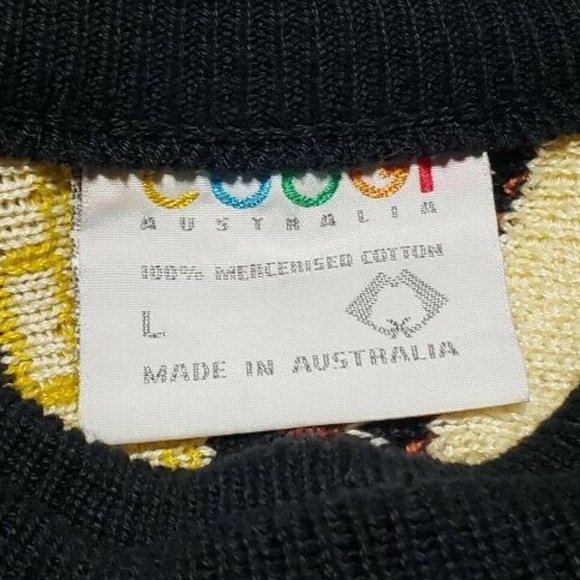 COOGI
AUSTRALIA
100% MERCERISED COTTON
L
MADE IN AUSTRALIA